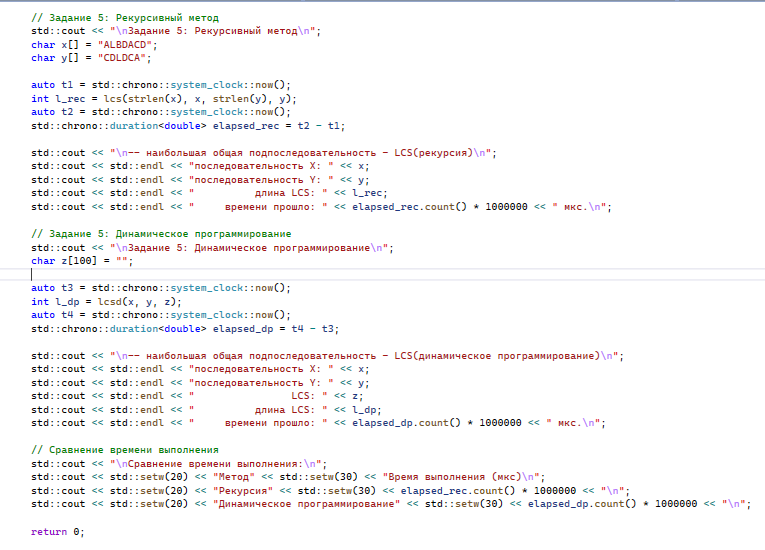 // Задание 5: Рекурсивный метод
std::cout << "\nЗадание 5: Рекурсивный метод\n";
char x[] = "ALBDACD";
char y[] = "CDLDCA";
auto t1 = std::chrono::system_clock::now();
int l_rec = lcs(strlen(x), x, strlen(y), y);
auto t2 = std::chrono::system_clock::now();
std::chrono::duration<double> elapsed_rec = t2 - t1;
std::cout << "\n-- наибольшая общая подпоследовательность - LCS(рекурсия)\n";
std::cout << std::endl << "последовательность X: " << x;
std::cout << std::endl << "последовательность Y: " << y;
std::cout << std::endl << "          длина LCS: " << l_rec;
std::cout << std::endl << "     времени прошло: " << elapsed_rec.count() * 1000000 << " мкс.\n";
// Задание 5: Динамическое программирование
std::cout << "\nЗадание 5: Динамическое программирование\n";
char z[100] = "";
auto t3 = std::chrono::system_clock::now();
int l_dp = lcsd(x, y, z);
auto t4 = std::chrono::system_clock::now();
std::chrono::duration<double> elapsed_dp = t4 - t3;
std::cout << "\n-- наибольшая общая подпоследовательность - LCS(динамическое программирование)\n";
std::cout << std::endl << "последовательность X: " << x;
std::cout << std::endl << "последовательность Y: " << y;
std::cout << std::endl << "                LCS: " << z;
std::cout << std::endl << "          длина LCS: " << l_dp;
std::cout << std::endl << "     времени прошло: " << elapsed_dp.count() * 1000000 << " мкс.\n";
// Сравнение времени выполнения
std::cout << "\nСравнение времени выполнения:\n";
std::cout << std::setw(20) << "Метод" << std::setw(30) << "Время выполнения (мкс)\n";
std::cout << std::setw(20) << "Рекурсия" << std::setw(30) << elapsed_rec.count() * 1000000 << "\n";
std::cout << std::setw(20) << "Динамическое программирование" << std::setw(30) << elapsed_dp.count() * 1000000 << "\n";
return 0;